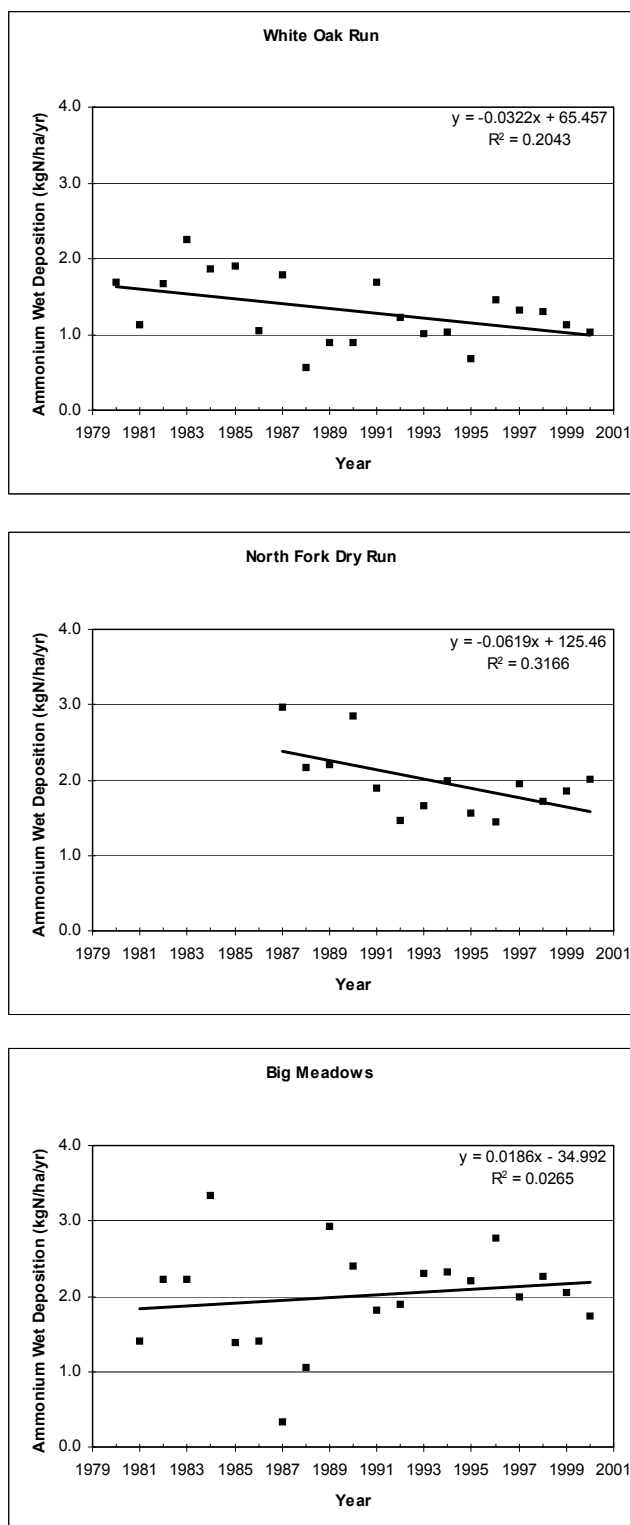 White Oak Run
y = -0.0322x + 65.457
R² = 0.2043
Ammonium Wet Deposition (kgN/ha/yr)
4.0
3.0
2.0
1.0
0.0
1979 1981 1983 1985 1987 1989 1991 1993 1995 1997 1999 2001
Year
North Fork Dry Run
y = -0.0619x + 125.46
R² = 0.3166
Ammonium Wet Deposition (kgN/ha/yr)
4.0
3.0
2.0
1.0
0.0
1979 1981 1983 1985 1987 1989 1991 1993 1995 1997 1999 2001
Year
Big Meadows
y = 0.0186x - 34.992
R² = 0.0265
Ammonium Wet Deposition (kgN/ha/yr)
4.0
3.0
2.0
1.0
0.0
1979 1981 1983 1985 1987 1989 1991 1993 1995 1997 1999 2001
Year